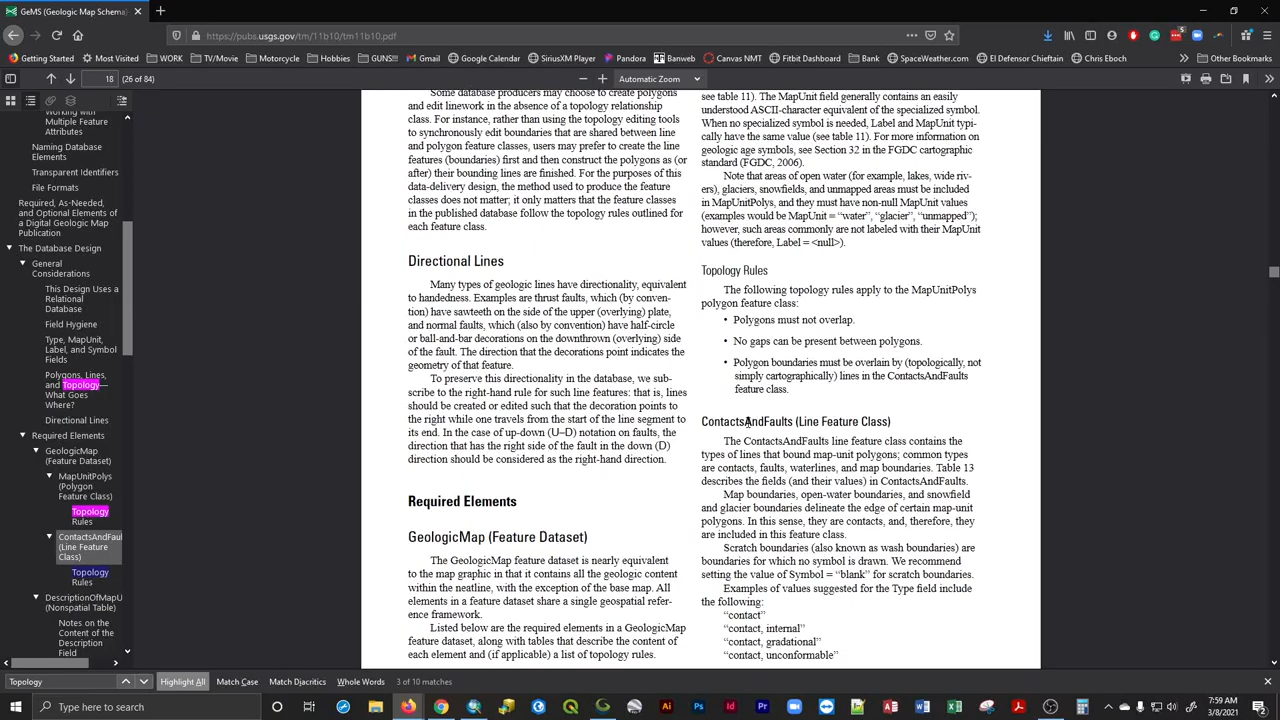 GeMS (Geologic Map Schema)—
https://pubs.usgs.gov/tm/11b10/tm11b10.pdf
Getting Started
Most Visited
WORK
TV/Movie
Motorcycle
Hobbies
GUNS!!!
Gmail
Google Calendar
SiriusXM Player
Pandora
Banweb
Canvas NMT
Fitbit Dashboard
Bank
SpaceWeather.com
El Defensor Chieftain
Chris Eboch
Other Bookmarks
18
(26 of 84)
Automatic Zoom
Working with
Multiple Feature
Attributes
Naming Database
Elements
Transparent Identifiers
File Formats
Required, As-Needed,
and Optional Elements of
a Digital Geologic Map
Publication
The Database Design
General
Considerations
This Design Uses a
Relational
Database
Field Hygiene
Type, MapUnit,
Label, and Symbol
Fields
Polygons, Lines,
and Topology—
What Goes
Where?
Directional Lines
Required Elements
GeologicMap
(Feature Dataset)
MapUnitPolys
(Polygon
Feature Class)
Topology
Rules
ContactsAndFaul
(Line Feature
Class)
Topology
Rules
DescriptionOfMapU
(Nonspatial Table)
Notes on the
Content of the
Description
Field
Some database producers may choose to create polygons
and edit linework in the absence of a topology relationship
class. For instance, rather than using the topology editing tools
to synchronously edit boundaries that are shared between line
and polygon feature classes, users may prefer to create the line
features (boundaries) first and then construct the polygons as (or
after) their bounding lines are finished. For the purposes of this
data-delivery design, the method used to produce the feature
classes does not matter; it only matters that the feature classes
in the published database follow the topology rules outlined for
each feature class.
Directional Lines
Many types of geologic lines have directionality, equivalent
to handedness. Examples are thrust faults, which (by conven-
tion) have sawteeth on the side of the upper (overlying) plate,
and normal faults, which (also by convention) have half-circle
or ball-and-bar decorations on the downthrown (overlying) side
of the fault. The direction that the decorations point indicates the
geometry of that feature.
To preserve this directionality in the database, we sub-
scribe to the right-hand rule for such line features: that is, lines
should be created or edited such that the decoration points to
the right while one travels from the start of the line segment to
its end. In the case of up-down (U–D) notation on faults, the
direction that has the right side of the fault in the down (D)
direction should be considered as the right-hand direction.
Required Elements
GeologicMap (Feature Dataset)
The GeologicMap feature dataset is nearly equivalent
to the map graphic in that it contains all the geologic content
within the neatline, with the exception of the base map. All
elements in a feature dataset share a single geospatial refer-
ence framework.
Listed below are the required elements in a GeologicMap
feature dataset, along with tables that describe the content of
each element and (if applicable) a list of topology rules.
see table 11). The MapUnit field generally contains an easily
understood ASCII-character equivalent of the specialized symbol.
When no specialized symbol is needed, Label and MapUnit typi-
cally have the same value (see table 11). For more information on
geologic age symbols, see Section 32 in the FGDC cartographic
standard (FGDC, 2006).
Note that areas of open water (for example, lakes, wide riv-
ers), glaciers, snowfields, and unmapped areas must be included
in MapUnitPolys, and they must have non-null MapUnit values
(examples would be MapUnit = “water”, “glacier”, “unmapped”;
however, such areas commonly are not labeled with their MapUnit
values (therefore, Label = <null>).
Topology Rules
The following topology rules apply to the MapUnitPolys
polygon feature class:
• Polygons must not overlap.
• No gaps can be present between polygons.
• Polygon boundaries must be overlain by (topologically, not
simply cartographically) lines in the ContactsAndFaults
feature class.
ContactsAndFaults (Line Feature Class)
The ContactsAndFaults line feature class contains the
types of lines that bound map-unit polygons; common types
are contacts, faults, waterlines, and map boundaries. Table 13
describes the fields (and their values) in ContactsAndFaults.
Map boundaries, open-water boundaries, and snowfield
and glacier boundaries delineate the edge of certain map-unit
polygons. In this sense, they are contacts, and, therefore, they
are included in this feature class.
Scratch boundaries (also known as wash boundaries) are
boundaries for which no symbol is drawn. We recommend
setting the value of Symbol = “blank” for scratch boundaries.
Examples of values suggested for the Type field include
the following:
“contact”
“contact, internal”
“contact, gradational”
“contact, unconformable”
Topology
Highlight All
Match Case
Match Diacritics
Whole Words
3 of 10 matches
Type here to search
7:59 AM
3/8/2021